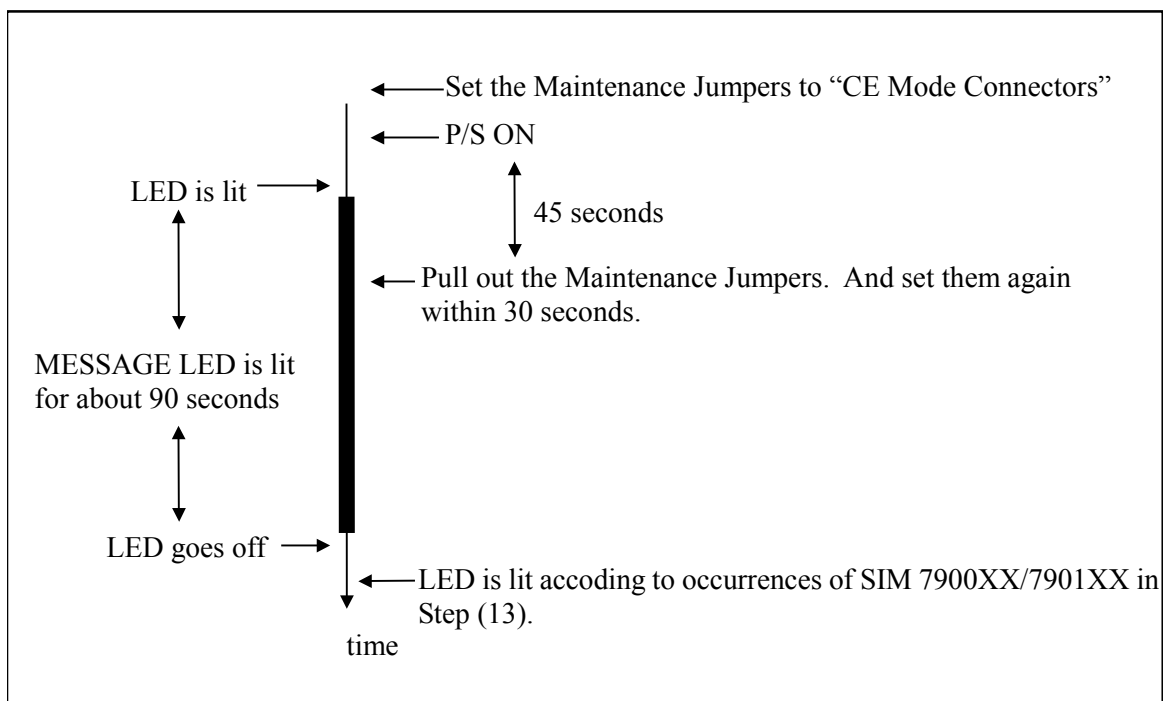 Set the Maintenance Jumpers to “CE Mode Connectors”
P/S ON
LED is lit
45 seconds
Pull out the Maintenance Jumpers.  And set them again
within 30 seconds.
MESSAGE LED is lit
for about 90 seconds
LED goes off
LED is lit accoding to occurrences of SIM 7900XX/7901XX in
Step (13).
time